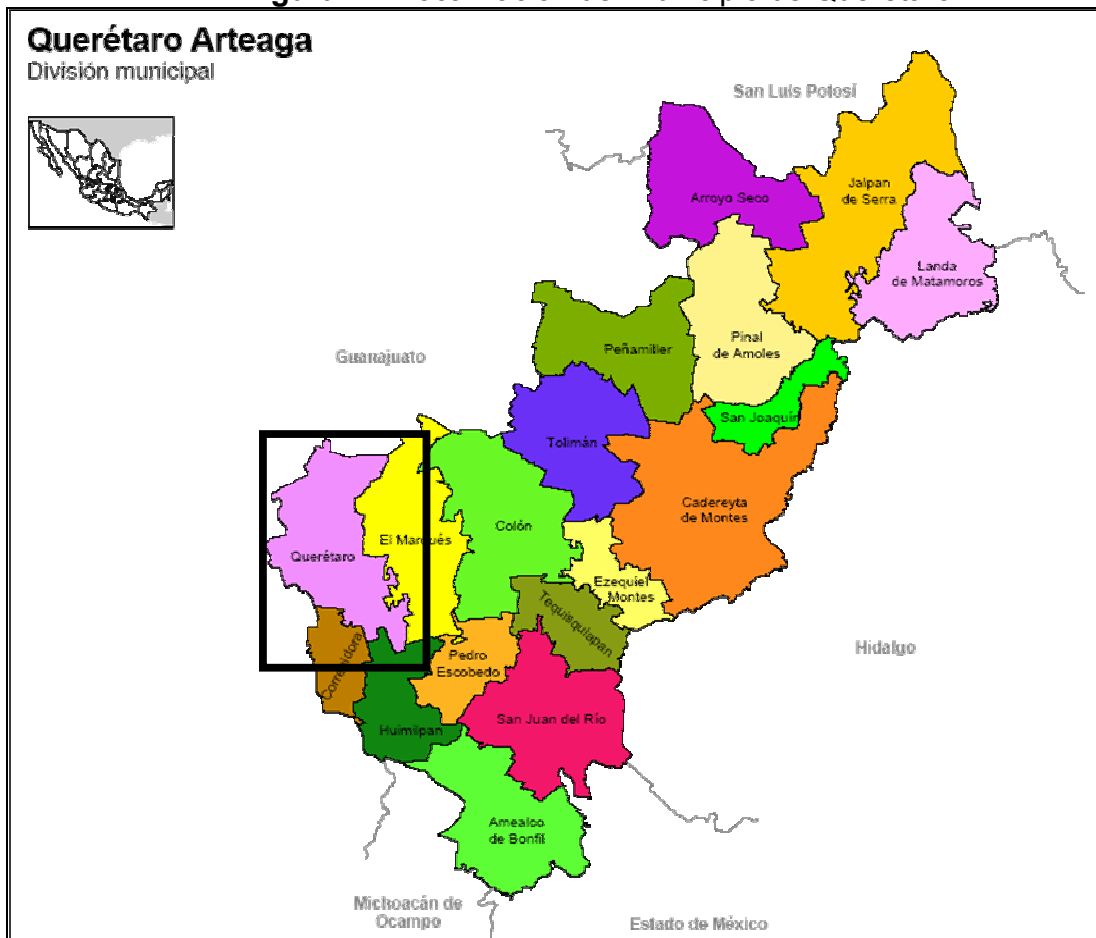 Querétaro Arteaga
División municipal
San Luis Potosí
Arroyo Seco
Jalpan
de Serra
Landa
de Matamoros
Pinal
de Amoles
Peñamiller
Guanajuato
San Joaquín
Tolimán
Cadereyta
de Montes
Colón
El Marqués
Querétaro
Ezequiel
Montes
Tequisquiapan
Hidalgo
Corregidora
Pedro
Escobedo
San Juan del Río
Huimilpan
Amealco
de Bonfil
Michoacán de
Ocampo
Estado de México